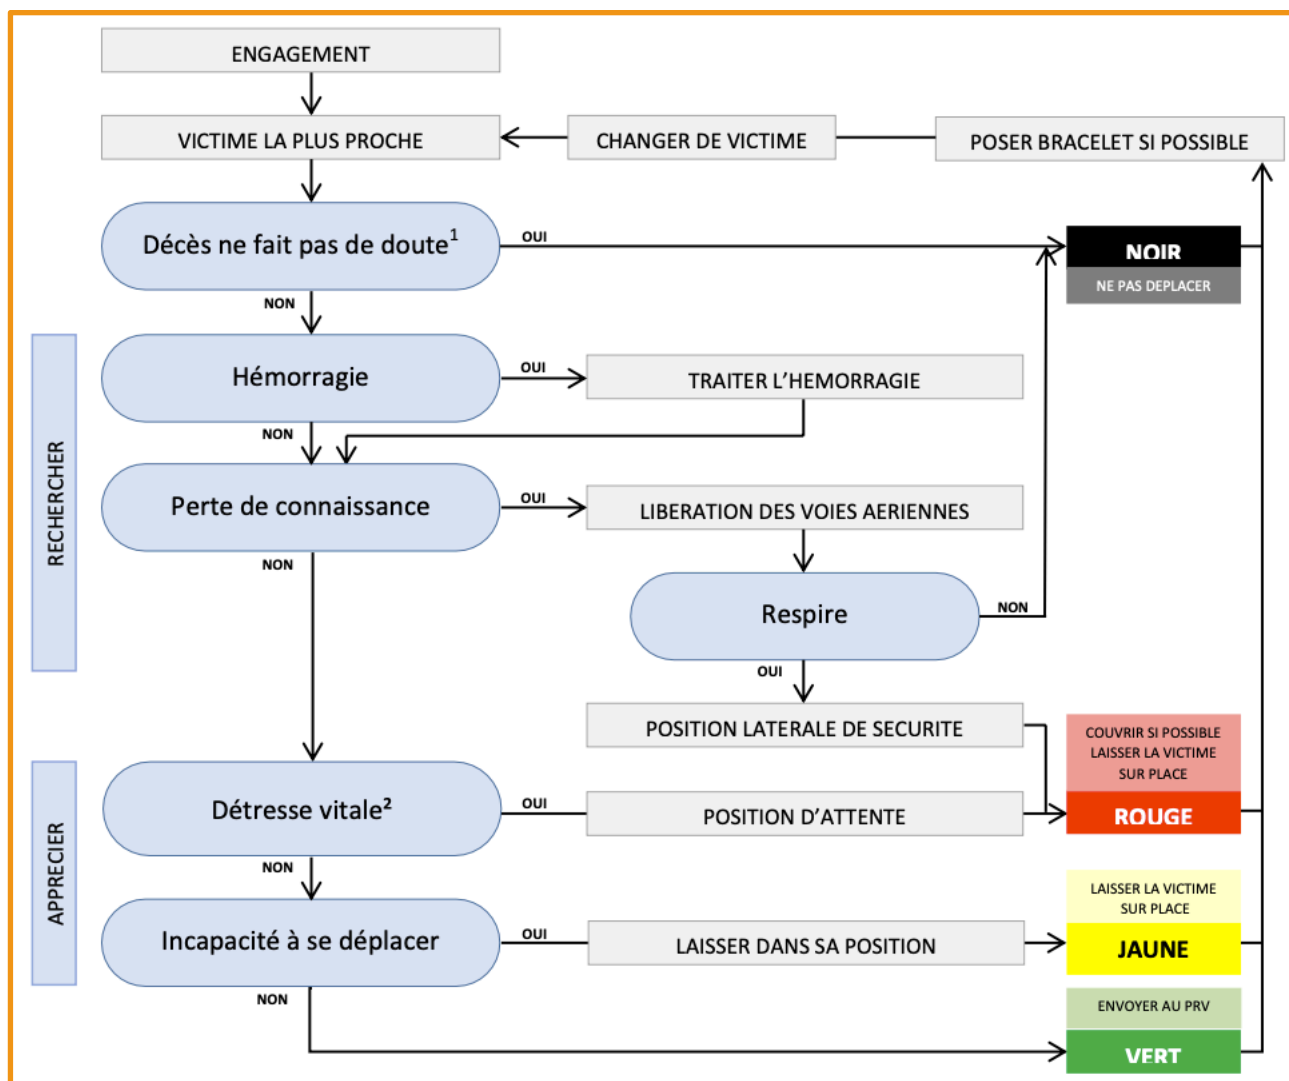 ENGAGEMENT
VICTIME LA PLUS PROCHE
CHANGER DE VICTIME
POSER BRACELET SI POSSIBLE
Décès ne fait pas de doute¹
OUI
NOIR
NE PAS DEPLACER
NON
RECHERCHER
Hémorragie
OUI
TRAITER L’HEMORRAGIE
NON
Perte de connaissance
OUI
LIBERATION DES VOIES AERIENNES
NON
Respire
NON
OUI
POSITION LATERALE DE SECURITE
COUVRIR SI POSSIBLE
LAISSER LA VICTIME
SUR PLACE
ROUGE
APPRECIER
Détresse vitale²
OUI
POSITION D’ATTENTE
NON
Incapacité à se déplacer
OUI
LAISSER DANS SA POSITION
LAISSER LA VICTIME
SUR PLACE
JAUNE
NON
ENVOYER AU PRV
VERT